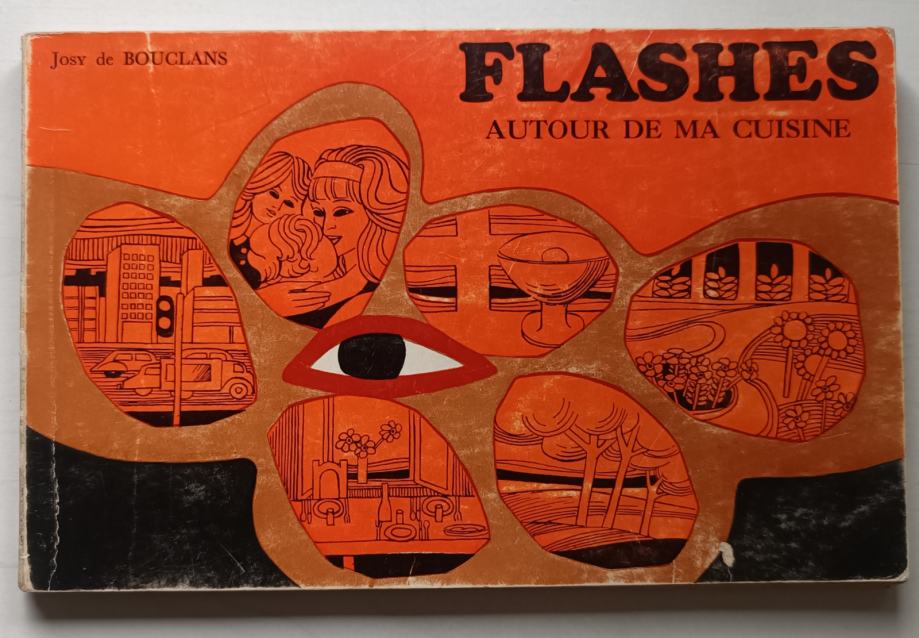 Josy de BOUCLANS
FLASHES
AUTOUR DE MA CUISINE